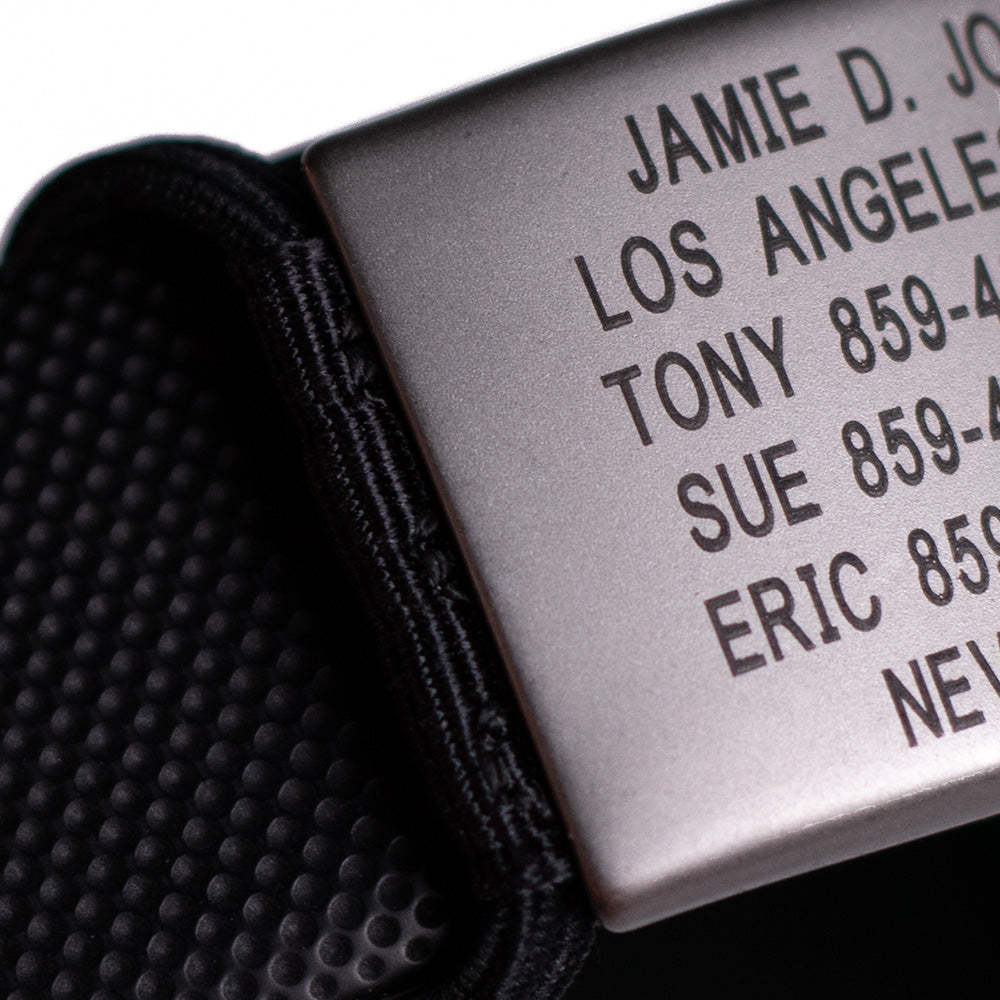 JAMIE D. JO
LOS ANGELES
TONY 859-4
SUE 859-4
ERIC 859
NEV